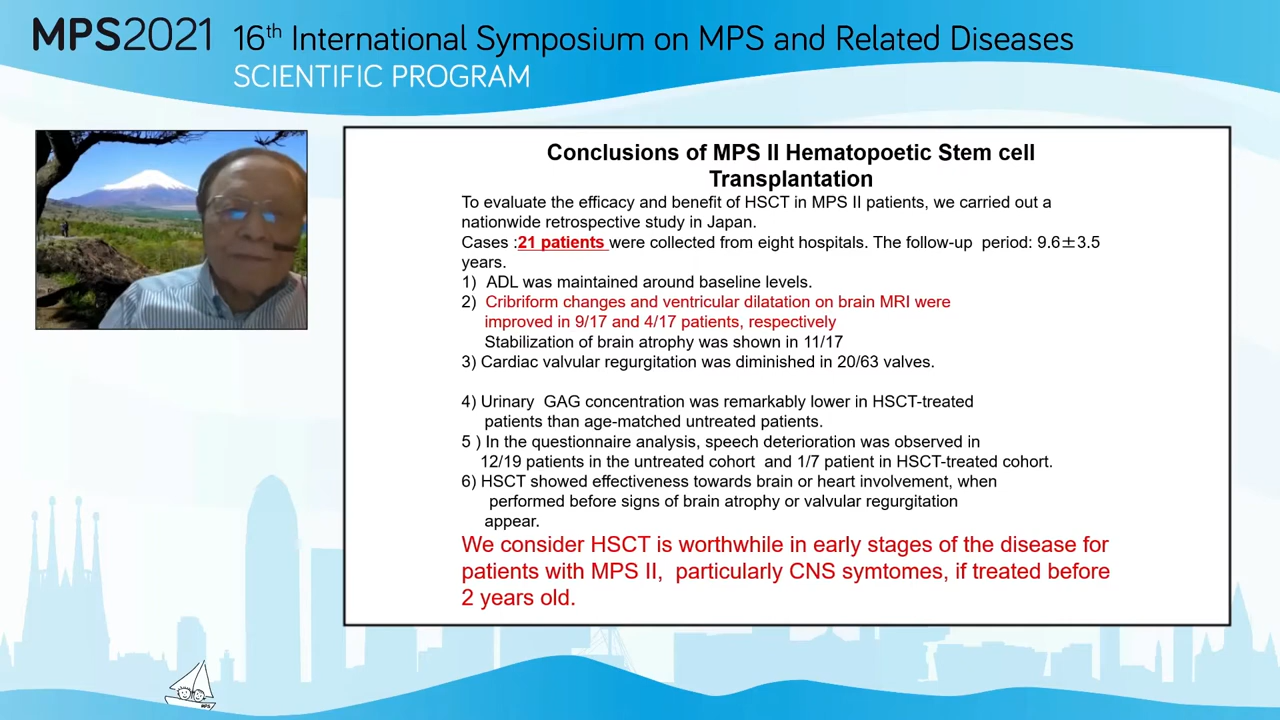 MPS2021 16th International Symposium on MPS and Related Diseases
SCIENTIFIC PROGRAM
Conclusions of MPS II Hematopoetic Stem cell
Transplantation
To evaluate the efficacy and benefit of HSCT in MPS II patients, we carried out a
nationwide retrospective study in Japan.
Cases :21 patients were collected from eight hospitals. The follow-up period: 9.6±3.5
years.
1) ADL was maintained around baseline levels.
2) Cribriform changes and ventricular dilatation on brain MRI were
improved in 9/17 and 4/17 patients, respectively
Stabilization of brain atrophy was shown in 11/17
3) Cardiac valvular regurgitation was diminished in 20/63 valves.
4) Urinary GAG concentration was remarkably lower in HSCT-treated
patients than age-matched untreated patients.
5 ) In the questionnaire analysis, speech deterioration was observed in
12/19 patients in the untreated cohort and 1/7 patient in HSCT-treated cohort.
6) HSCT showed effectiveness towards brain or heart involvement, when
performed before signs of brain atrophy or valvular regurgitation
appear.
We consider HSCT is worthwhile in early stages of the disease for
patients with MPS II, particularly CNS symtomes, if treated before
2 years old.
MPS